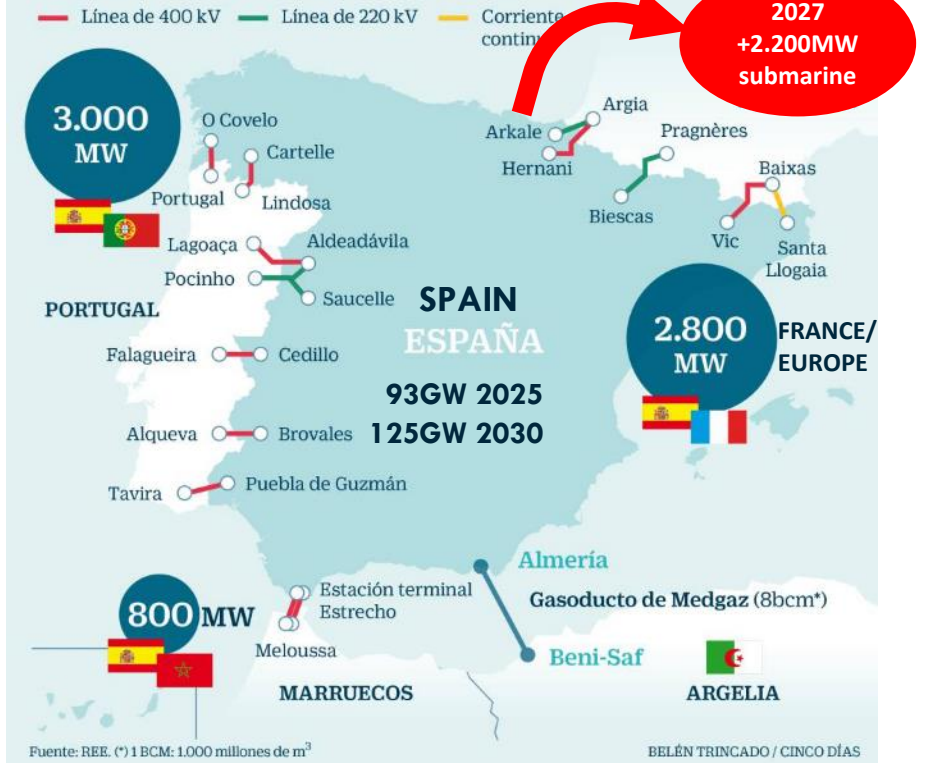 Línea de 400 kV
Línea de 220 kV
Corriente
continu
2027
+2.200MW
submarine
3.000
MW
O Covelo
Cartelle
Portugal
Lindosa
Lagoaça
Aldeadávila
Pocinho
Saucelle
PORTUGAL
Falagueira
Cedillo
Alqueva
Brovales
Tavira
Puebla de Guzmán
Arkale
Argia
Hernani
Pragnères
Biescas
Baixas
Vic
Santa
Llogaia
SPAIN
ESPAÑA
93GW 2025
125GW 2030
2.800
MW
FRANCE/
EUROPE
800 MW
Estación terminal
Estrecho
Meloussa
MARRUECOS
Almería
Gasoducto de Medgaz (8bcm*)
Beni-Saf
ARGELIA
Fuente: REE. (*) 1 BCM: 1.000 millones de m³
BELÉN TRINCADO / CINCO DÍAS